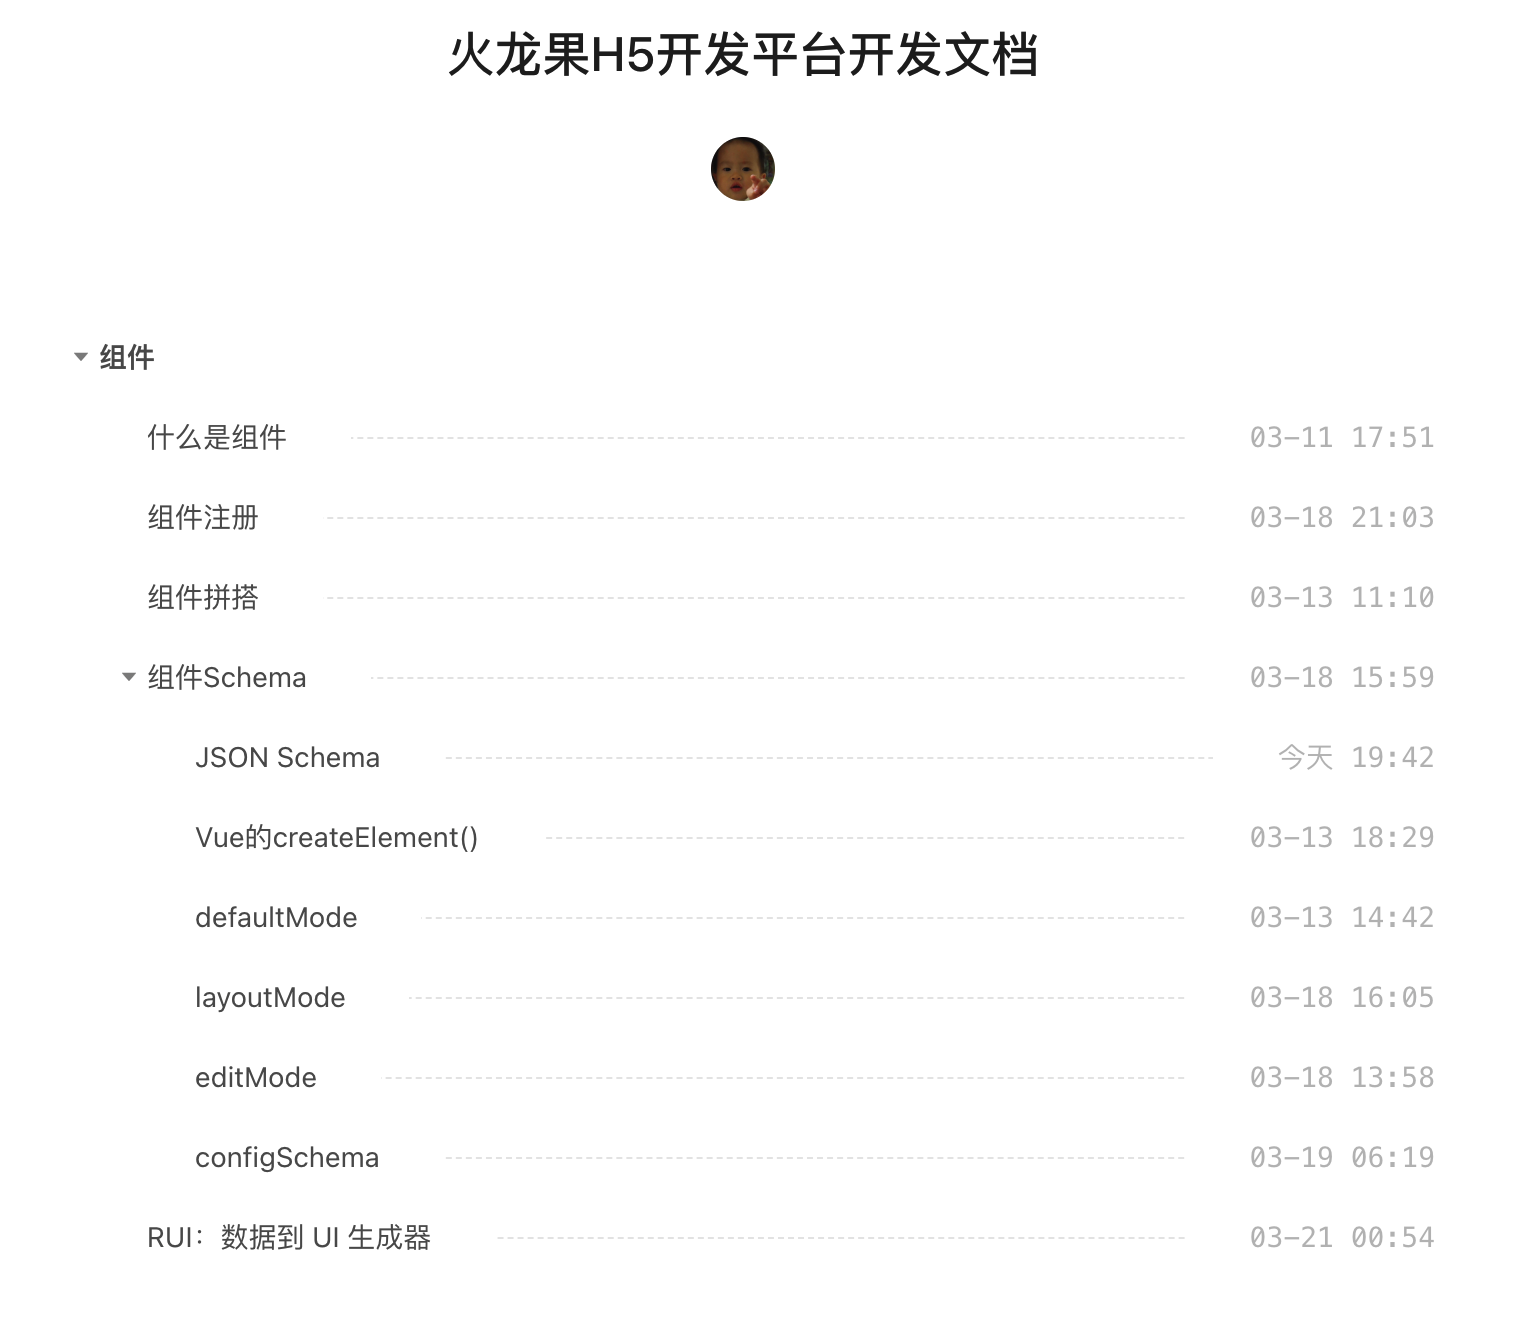 火龙果H5开发平台开发文档
组件
什么是组件 03-11 17:51
组件注册 03-18 21:03
组件拼搭 03-13 11:10
组件Schema 03-18 15:59
JSON Schema 今天 19:42
Vue的createElement() 03-13 18:29
defaultMode 03-13 14:42
layoutMode 03-18 16:05
editMode 03-18 13:58
configSchema 03-19 06:19
RUI：数据到 UI 生成器 03-21 00:54